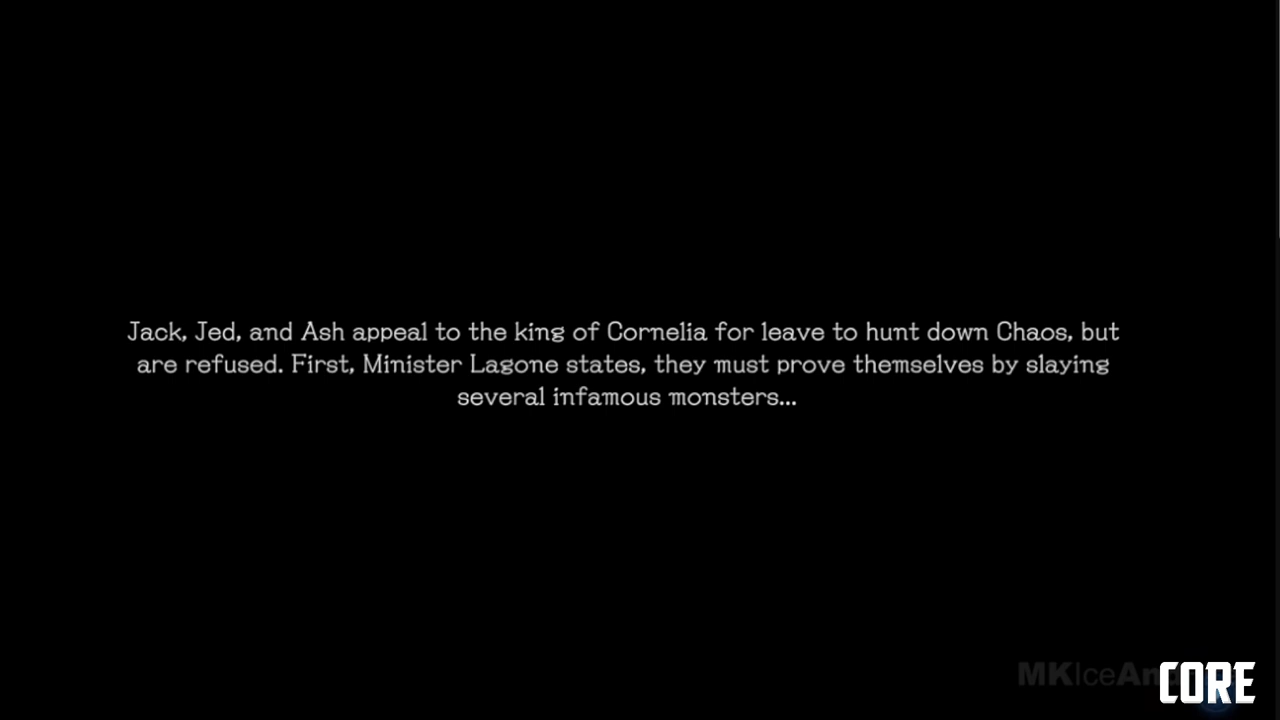 Jack, Jed, and Ash appeal to the king of Cornelia for leave to hunt down Chaos, but
are refused. First, Minister Lagone states, they must prove themselves by slaying
several infamous monsters...
CORE